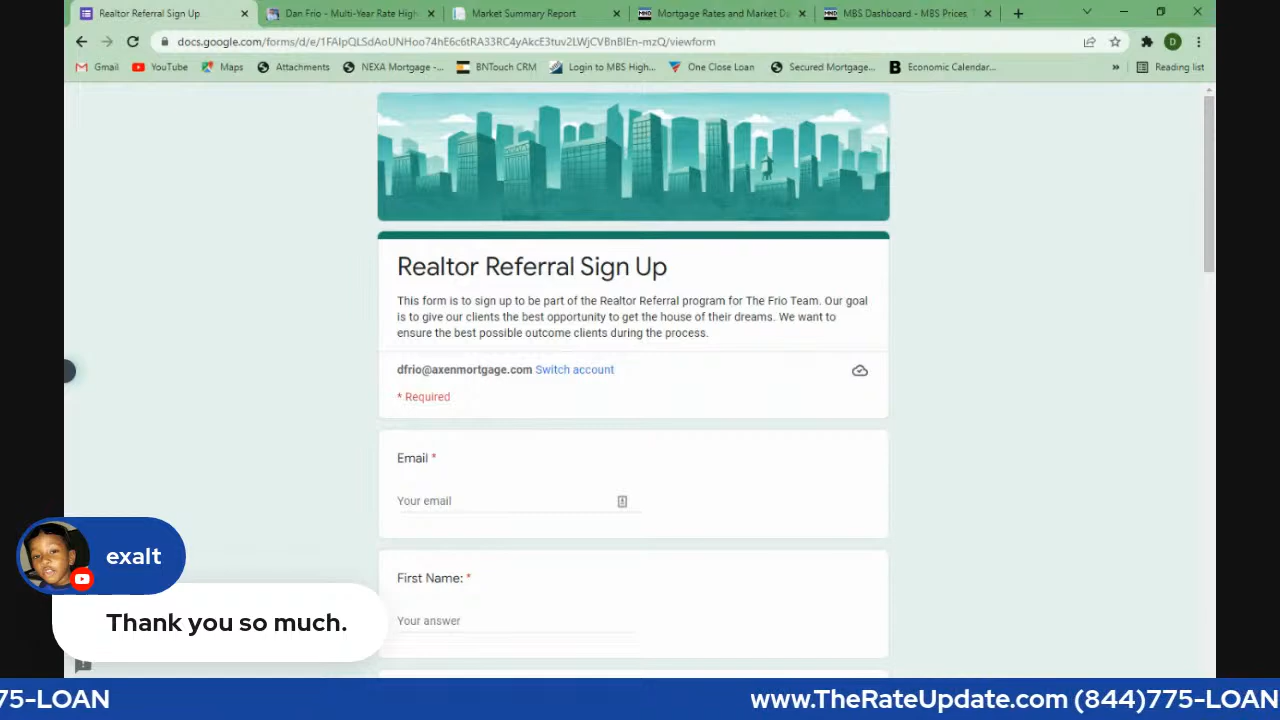 Realtor Referral Sign Up
Dan Frio - Multi-Year Rate High
Market Summary Report
Mortgage Rates and Market Da
MBS Dashboard - MBS Prices
docs.google.com/forms/d/e/1FAIpQLSdAoUNHoo74hE6c6tRA33RC4yAkcE3tuv2LWjCVBnBIEn-mzQ/viewform
Gmail
YouTube
Maps
Attachments
NEXA Mortgage -...
BNTouch CRM
Login to MBS High...
One Close Loan
Secured Mortgage...
Economic Calendar...
»
Reading list
Realtor Referral Sign Up
This form is to sign up to be part of the Realtor Referral program for The Frio Team. Our goal
is to give our clients the best opportunity to get the house of their dreams. We want to
ensure the best possible outcome clients during the process.
dfrio@axenmortgage.com Switch account
* Required
Email *
Your email
First Name: *
Your answer
exalt
Thank you so much.
75-LOAN
www.TheRateUpdate.com (844)775-LOAN